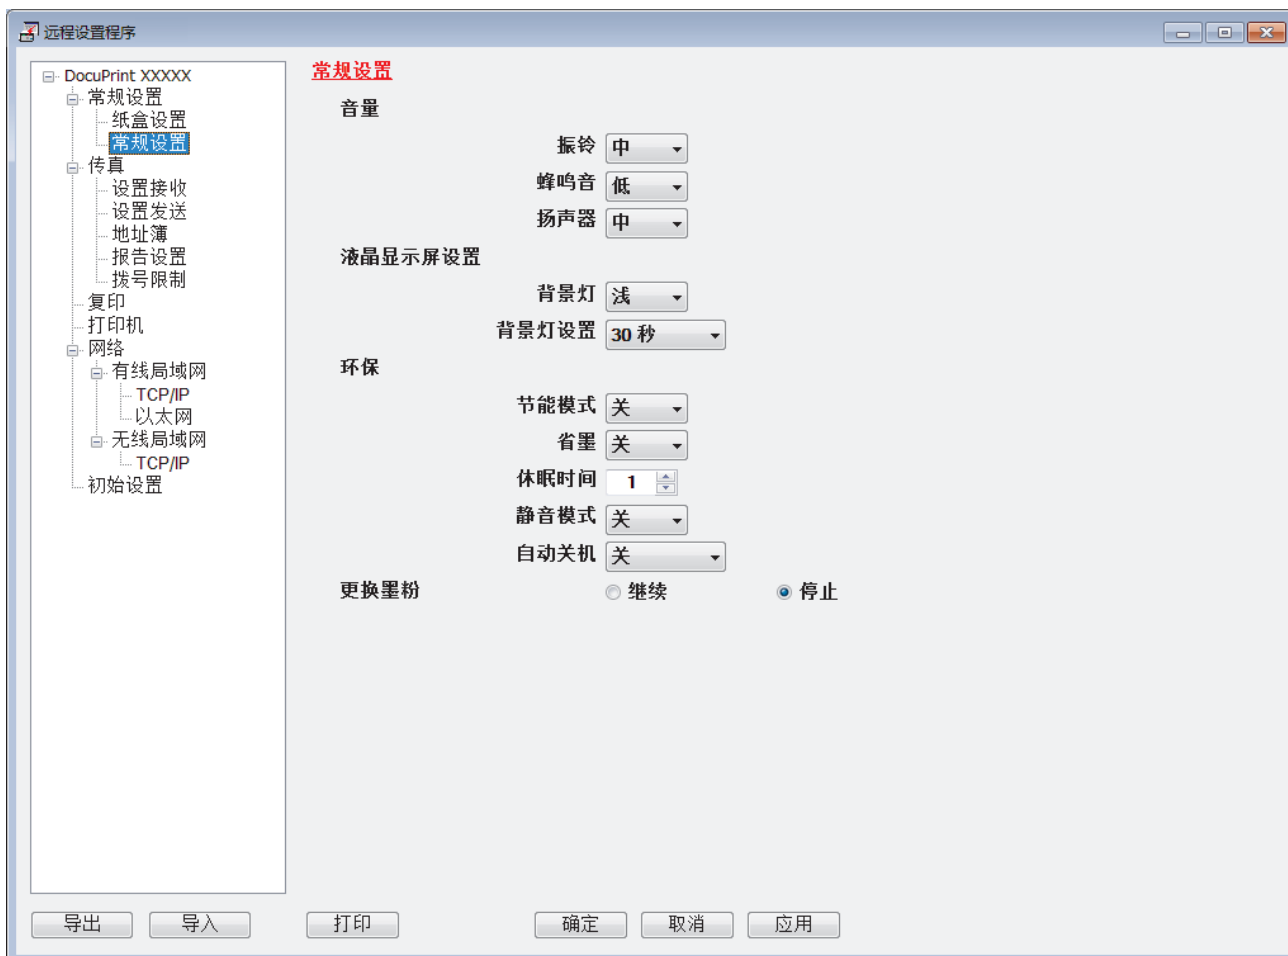 远程设置程序
DocuPrint XXXXX
常规设置
纸盒设置
常规设置
传真
设置接收
设置发送
地址簿
报告设置
拨号限制
复印
打印机
网络
有线局域网
TCP/IP
以太网
无线局域网
TCP/IP
初始设置
常规设置
音量
振铃 中
蜂鸣音 低
扬声器 中
液晶显示屏设置
背景灯 浅
背景灯设置 30 秒
环保
节能模式 关
省墨 关
休眠时间 1
静音模式 关
自动关机 关
更换墨粉 继续 停止
导出 导入 打印 确定 取消 应用